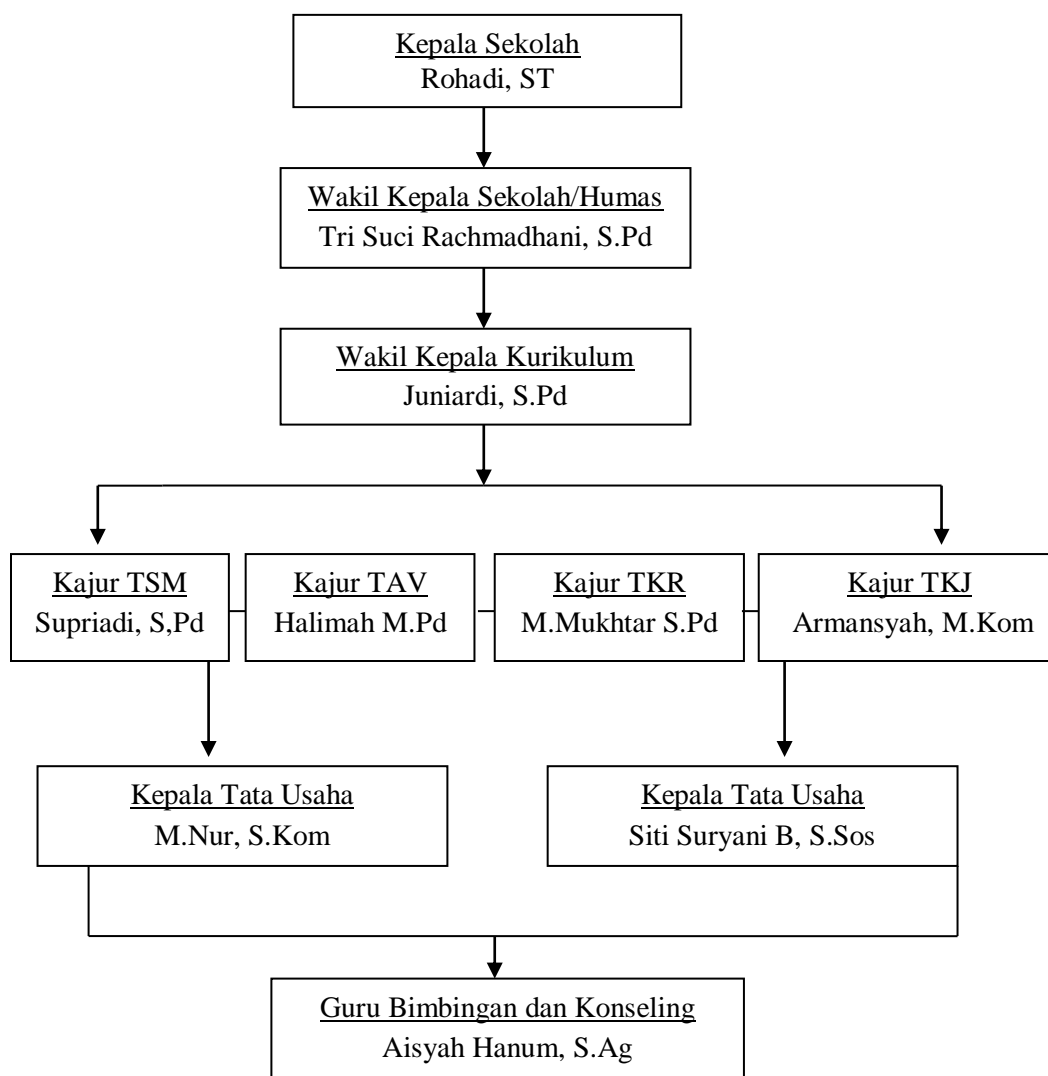 Kepala Sekolah
Rohadi, ST
Wakil Kepala Sekolah/Humas
Tri Suci Rachmadhani, S.Pd
Wakil Kepala Kurikulum
Juniardi, S.Pd
Kajur TSM
Supriadi, S,Pd
Kajur TAV
Halimah M.Pd
Kajur TKR
M.Mukhtar S.Pd
Kajur TKJ
Armansyah, M.Kom
Kepala Tata Usaha
M.Nur, S.Kom
Kepala Tata Usaha
Siti Suryani B, S.Sos
Guru Bimbingan dan Konseling
Aisyah Hanum, S.Ag